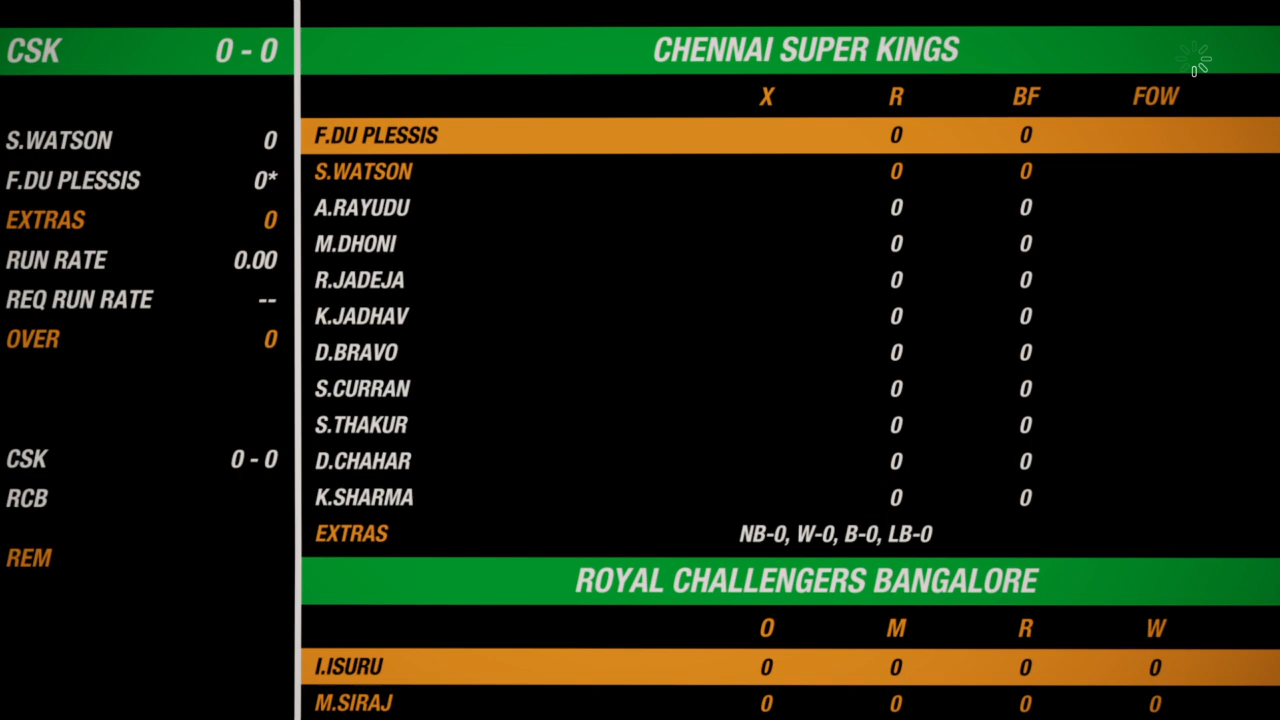 CSK 0 - 0
S.WATSON 0
F.DU PLESSIS 0*
EXTRAS 0
RUN RATE 0.00
REQ RUN RATE --
OVER 0
CSK 0 - 0
RCB
REM
CHENNAI SUPER KINGS
X R BF FOW
F.DU PLESSIS 0 0
S.WATSON 0 0
A.RAYUDU 0 0
M.DHONI 0 0
R.JADEJA 0 0
K.JADHAV 0 0
D.BRAVO 0 0
S.CURRAN 0 0
S.THAKUR 0 0
D.CHAHAR 0 0
K.SHARMA 0 0
EXTRAS NB-0, W-0, B-0, LB-0
ROYAL CHALLENGERS BANGALORE
O M R W
I.ISURU 0 0 0 0
M.SIRAJ 0 0 0 0